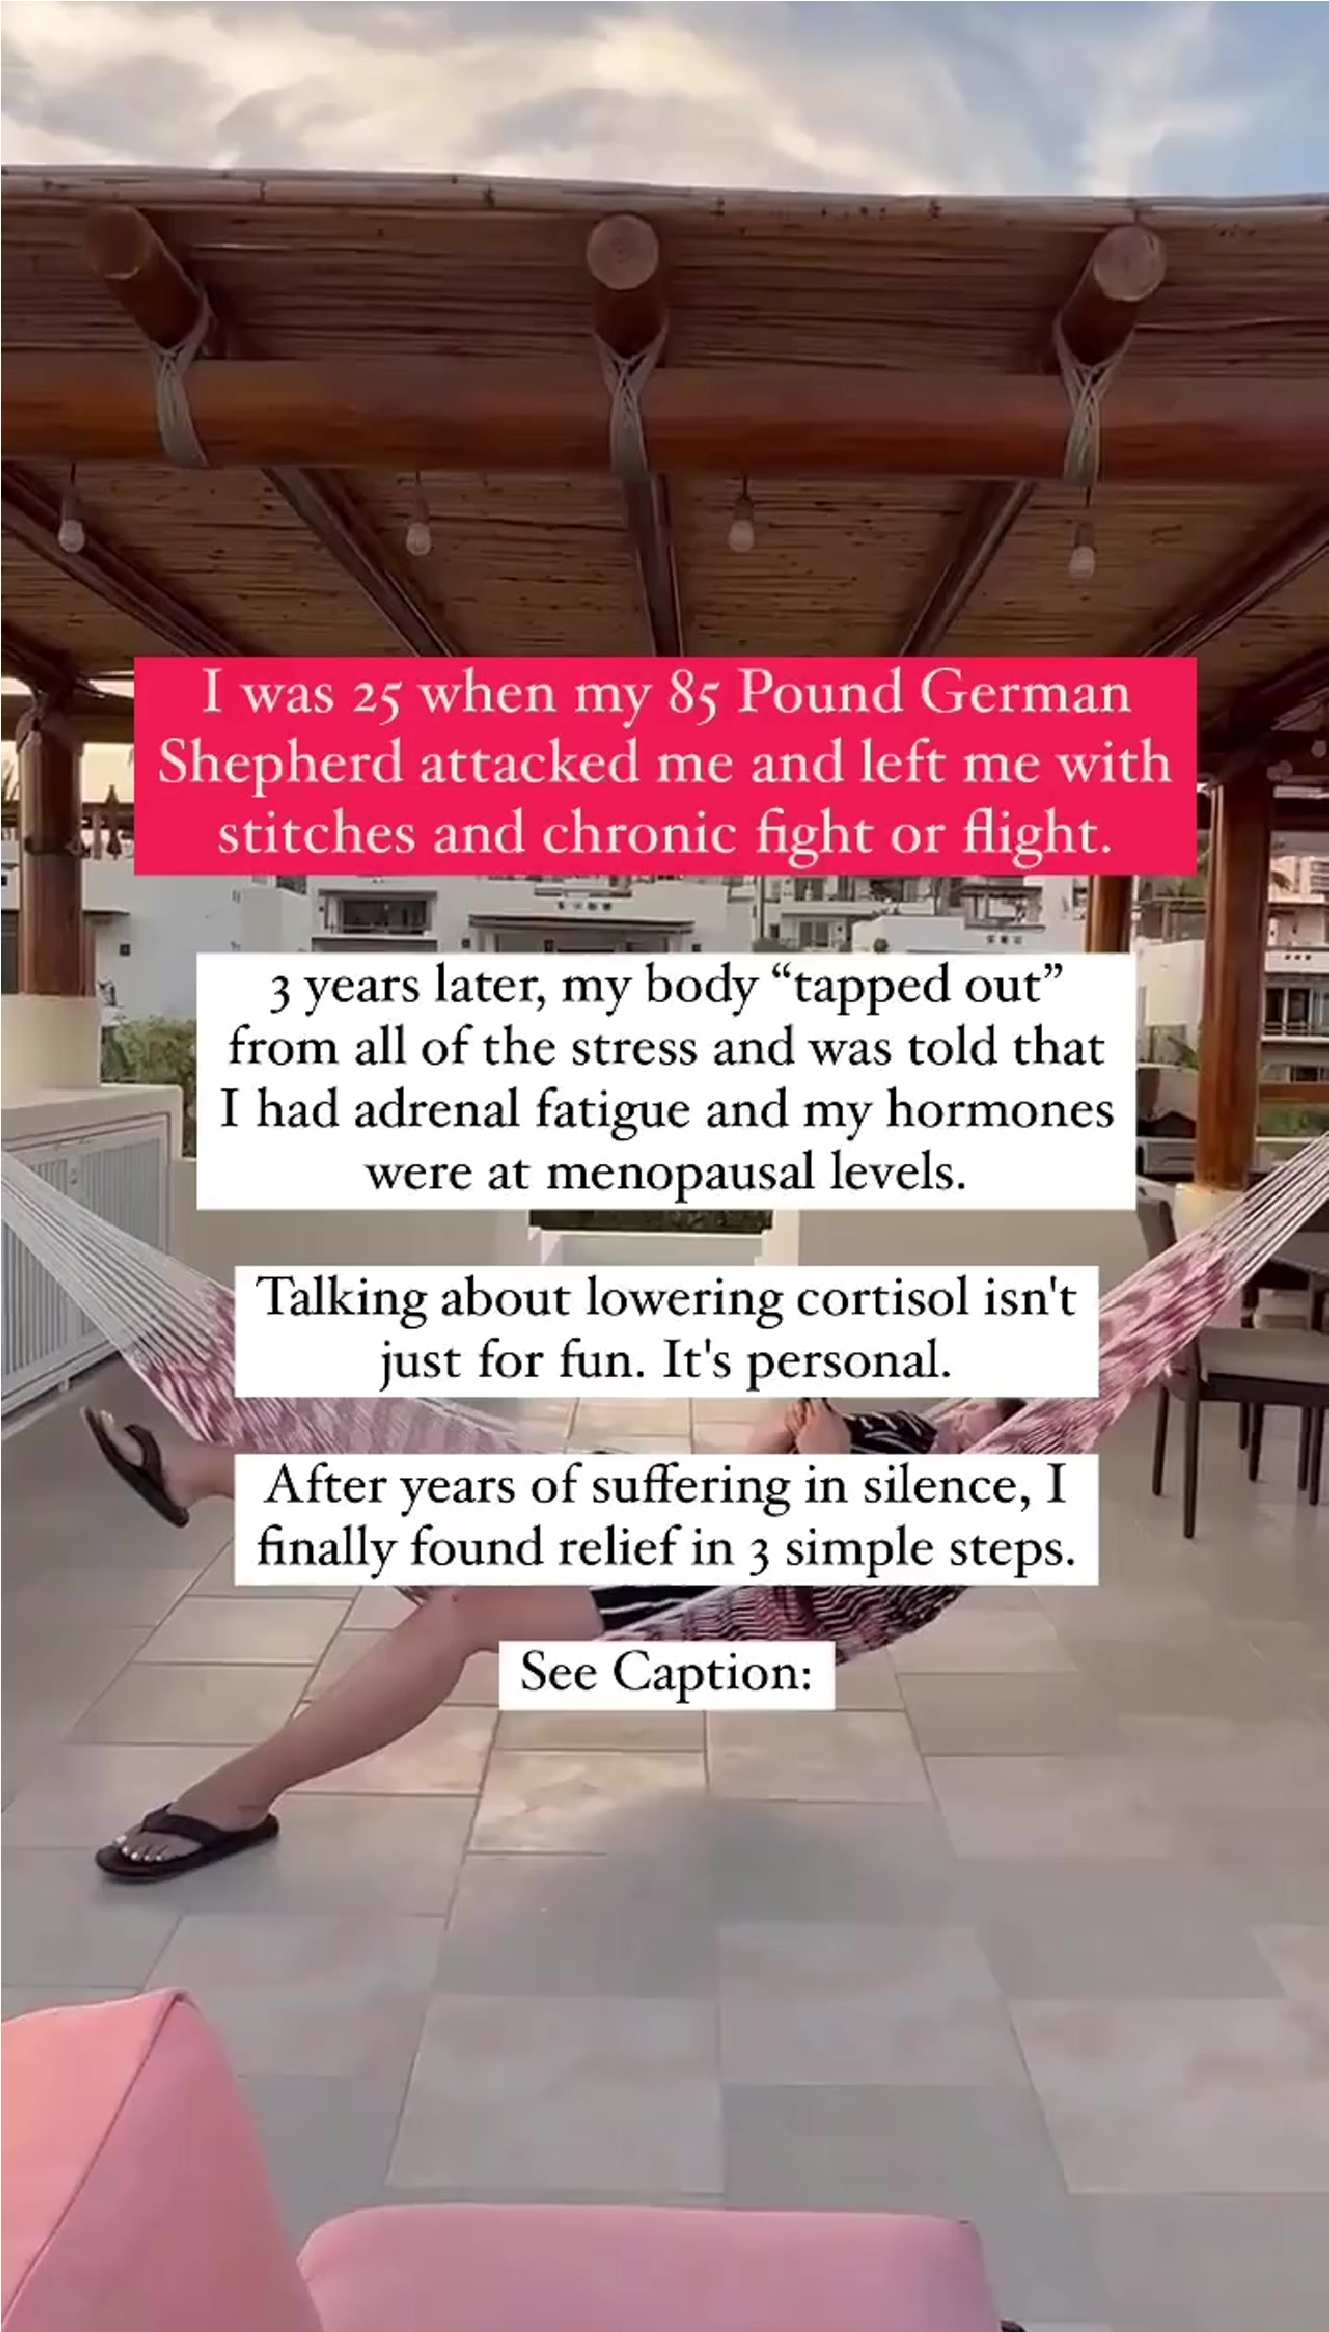 I was 25 when my 85 Pound German
Shepherd attacked me and left me with
stitches and chronic fight or flight.
3 years later, my body “tapped out”
from all of the stress and was told that
I had adrenal fatigue and my hormones
were at menopausal levels.
Talking about lowering cortisol isn't
just for fun. It's personal.
After years of suffering in silence, I
finally found relief in 3 simple steps.
See Caption: